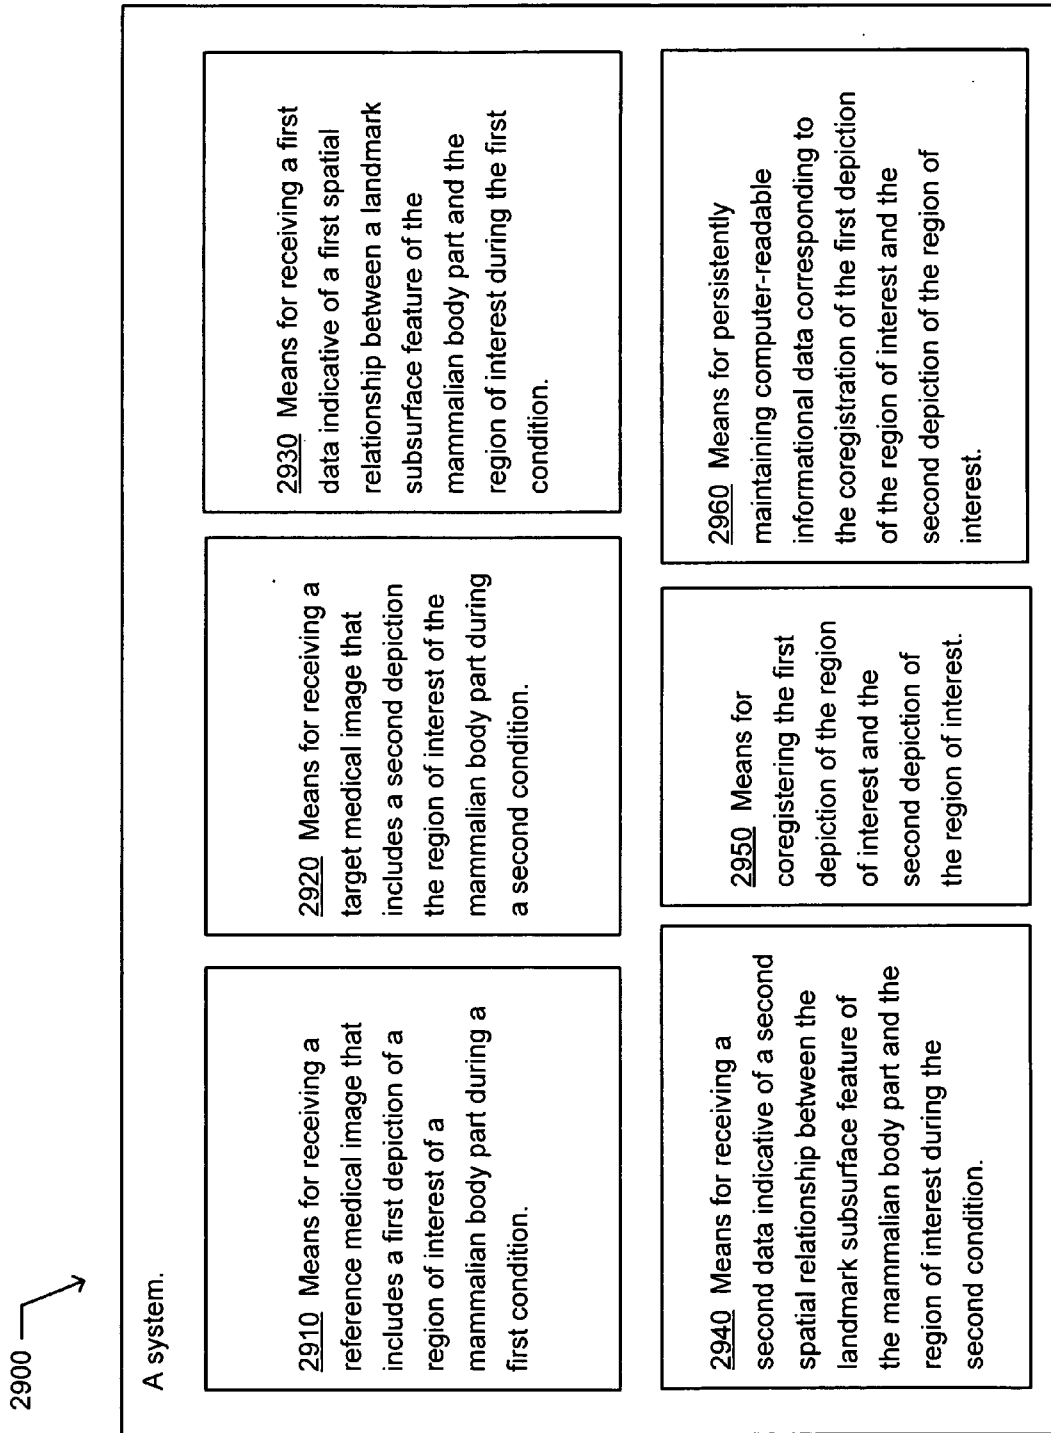 2900
A system.
2910 Means for receiving a
reference medical image that
includes a first depiction of a
region of interest of a
mammalian body part during a
first condition.
2920 Means for receiving a
target medical image that
includes a second depiction
the region of interest of the
mammalian body part during
a second condition.
2930 Means for receiving a first
data indicative of a first spatial
relationship between a landmark
subsurface feature of the
mammalian body part and the
region of interest during the first
condition.
2940 Means for receiving a
second data indicative of a second
spatial relationship between the
landmark subsurface feature of
the mammalian body part and the
region of interest during the
second condition.
2950 Means for
coregistering the first
depiction of the region
of interest and the
second depiction of
the region of interest.
2960 Means for persistently
maintaining computer-readable
informational data corresponding to
the coregistration of the first depiction
of the region of interest and the
second depiction of the region of
interest.